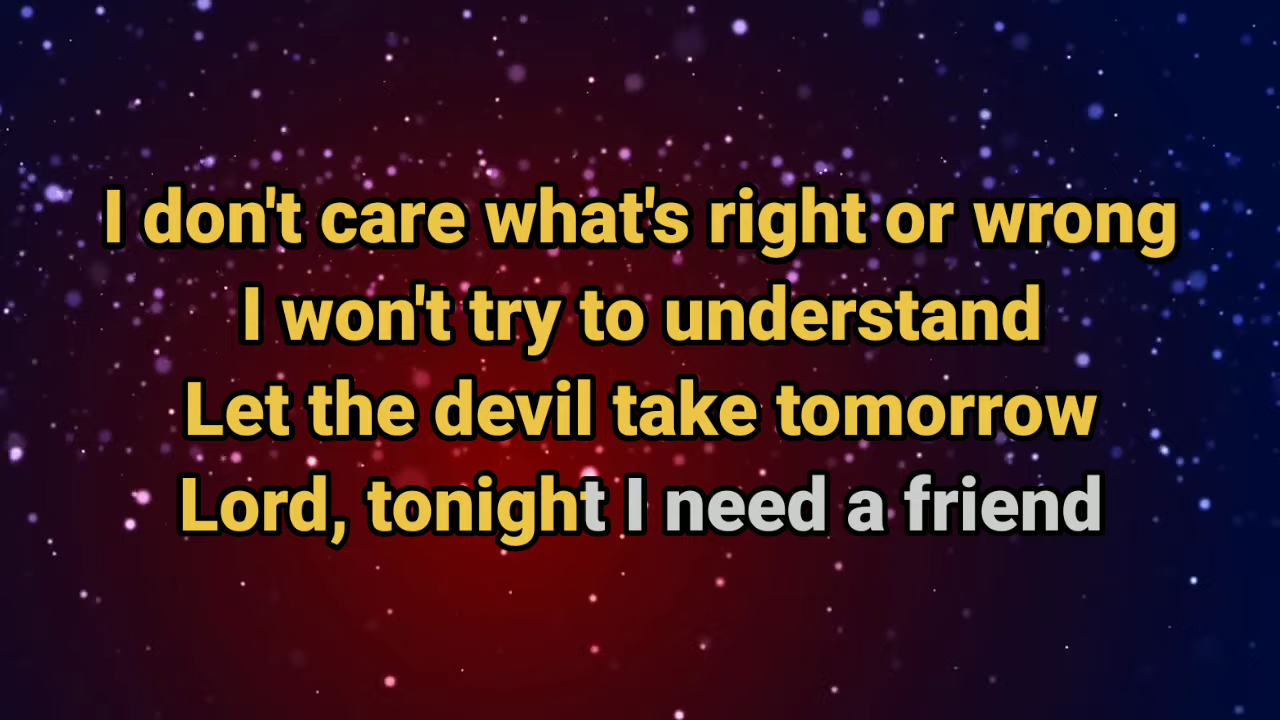 I don't care what's right or wrong
I won't try to understand
Let the devil take tomorrow
Lord, tonight I need a friend